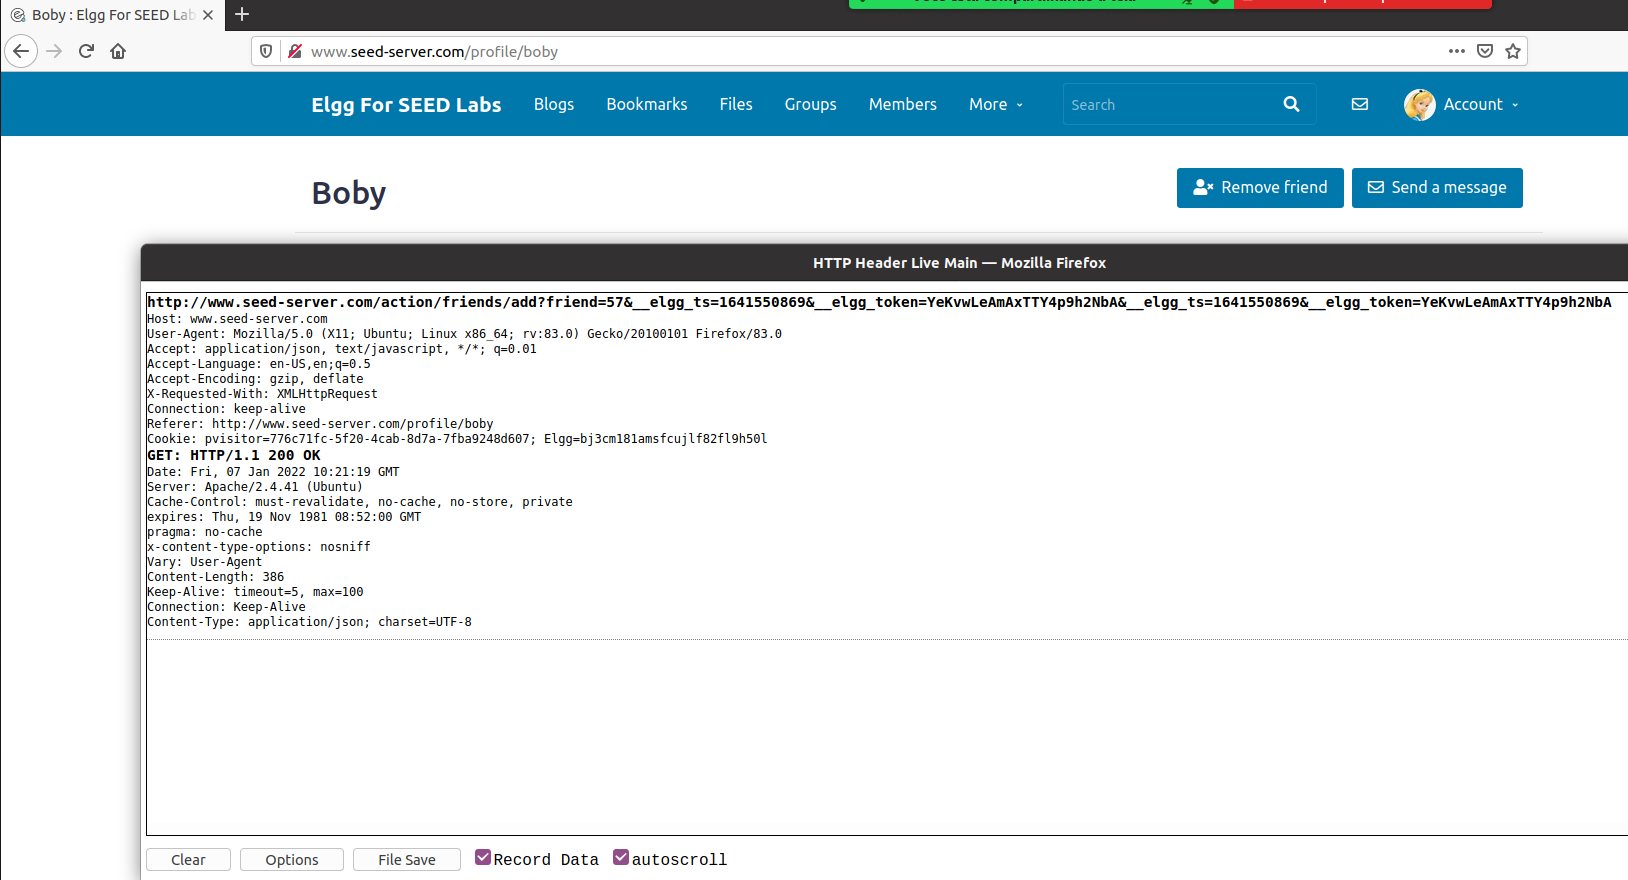 Boby : Elgg For SEED Lab
www.seed-server.com/profile/boby
Elgg For SEED Labs Blogs Bookmarks Files Groups Members More Search Account
Boby Remove friend Send a message
HTTP Header Live Main — Mozilla Firefox
http://www.seed-server.com/action/friends/add?friend=57&__elgg_ts=1641550869&__elgg_token=YeKvwLeAmAxTTY4p9h2NbA&__elgg_ts=1641550869&__elgg_token=YeKvwLeAmAxTTY4p9h2NbA
Host: www.seed-server.com
User-Agent: Mozilla/5.0 (X11; Ubuntu; Linux x86_64; rv:83.0) Gecko/20100101 Firefox/83.0
Accept: application/json, text/javascript, */*; q=0.01
Accept-Language: en-US,en;q=0.5
Accept-Encoding: gzip, deflate
X-Requested-With: XMLHttpRequest
Connection: keep-alive
Referer: http://www.seed-server.com/profile/boby
Cookie: pvisitor=776c71fc-5f20-4cab-8d7a-7fba9248d607; Elgg=bj3cm181amsfcujlf82fl9h50l
GET: HTTP/1.1 200 OK
Date: Fri, 07 Jan 2022 10:21:19 GMT
Server: Apache/2.4.41 (Ubuntu)
Cache-Control: must-revalidate, no-cache, no-store, private
expires: Thu, 19 Nov 1981 08:52:00 GMT
pragma: no-cache
x-content-type-options: nosniff
Vary: User-Agent
Content-Length: 386
Keep-Alive: timeout=5, max=100
Connection: Keep-Alive
Content-Type: application/json; charset=UTF-8
Clear Options File Save Record Data autoscroll